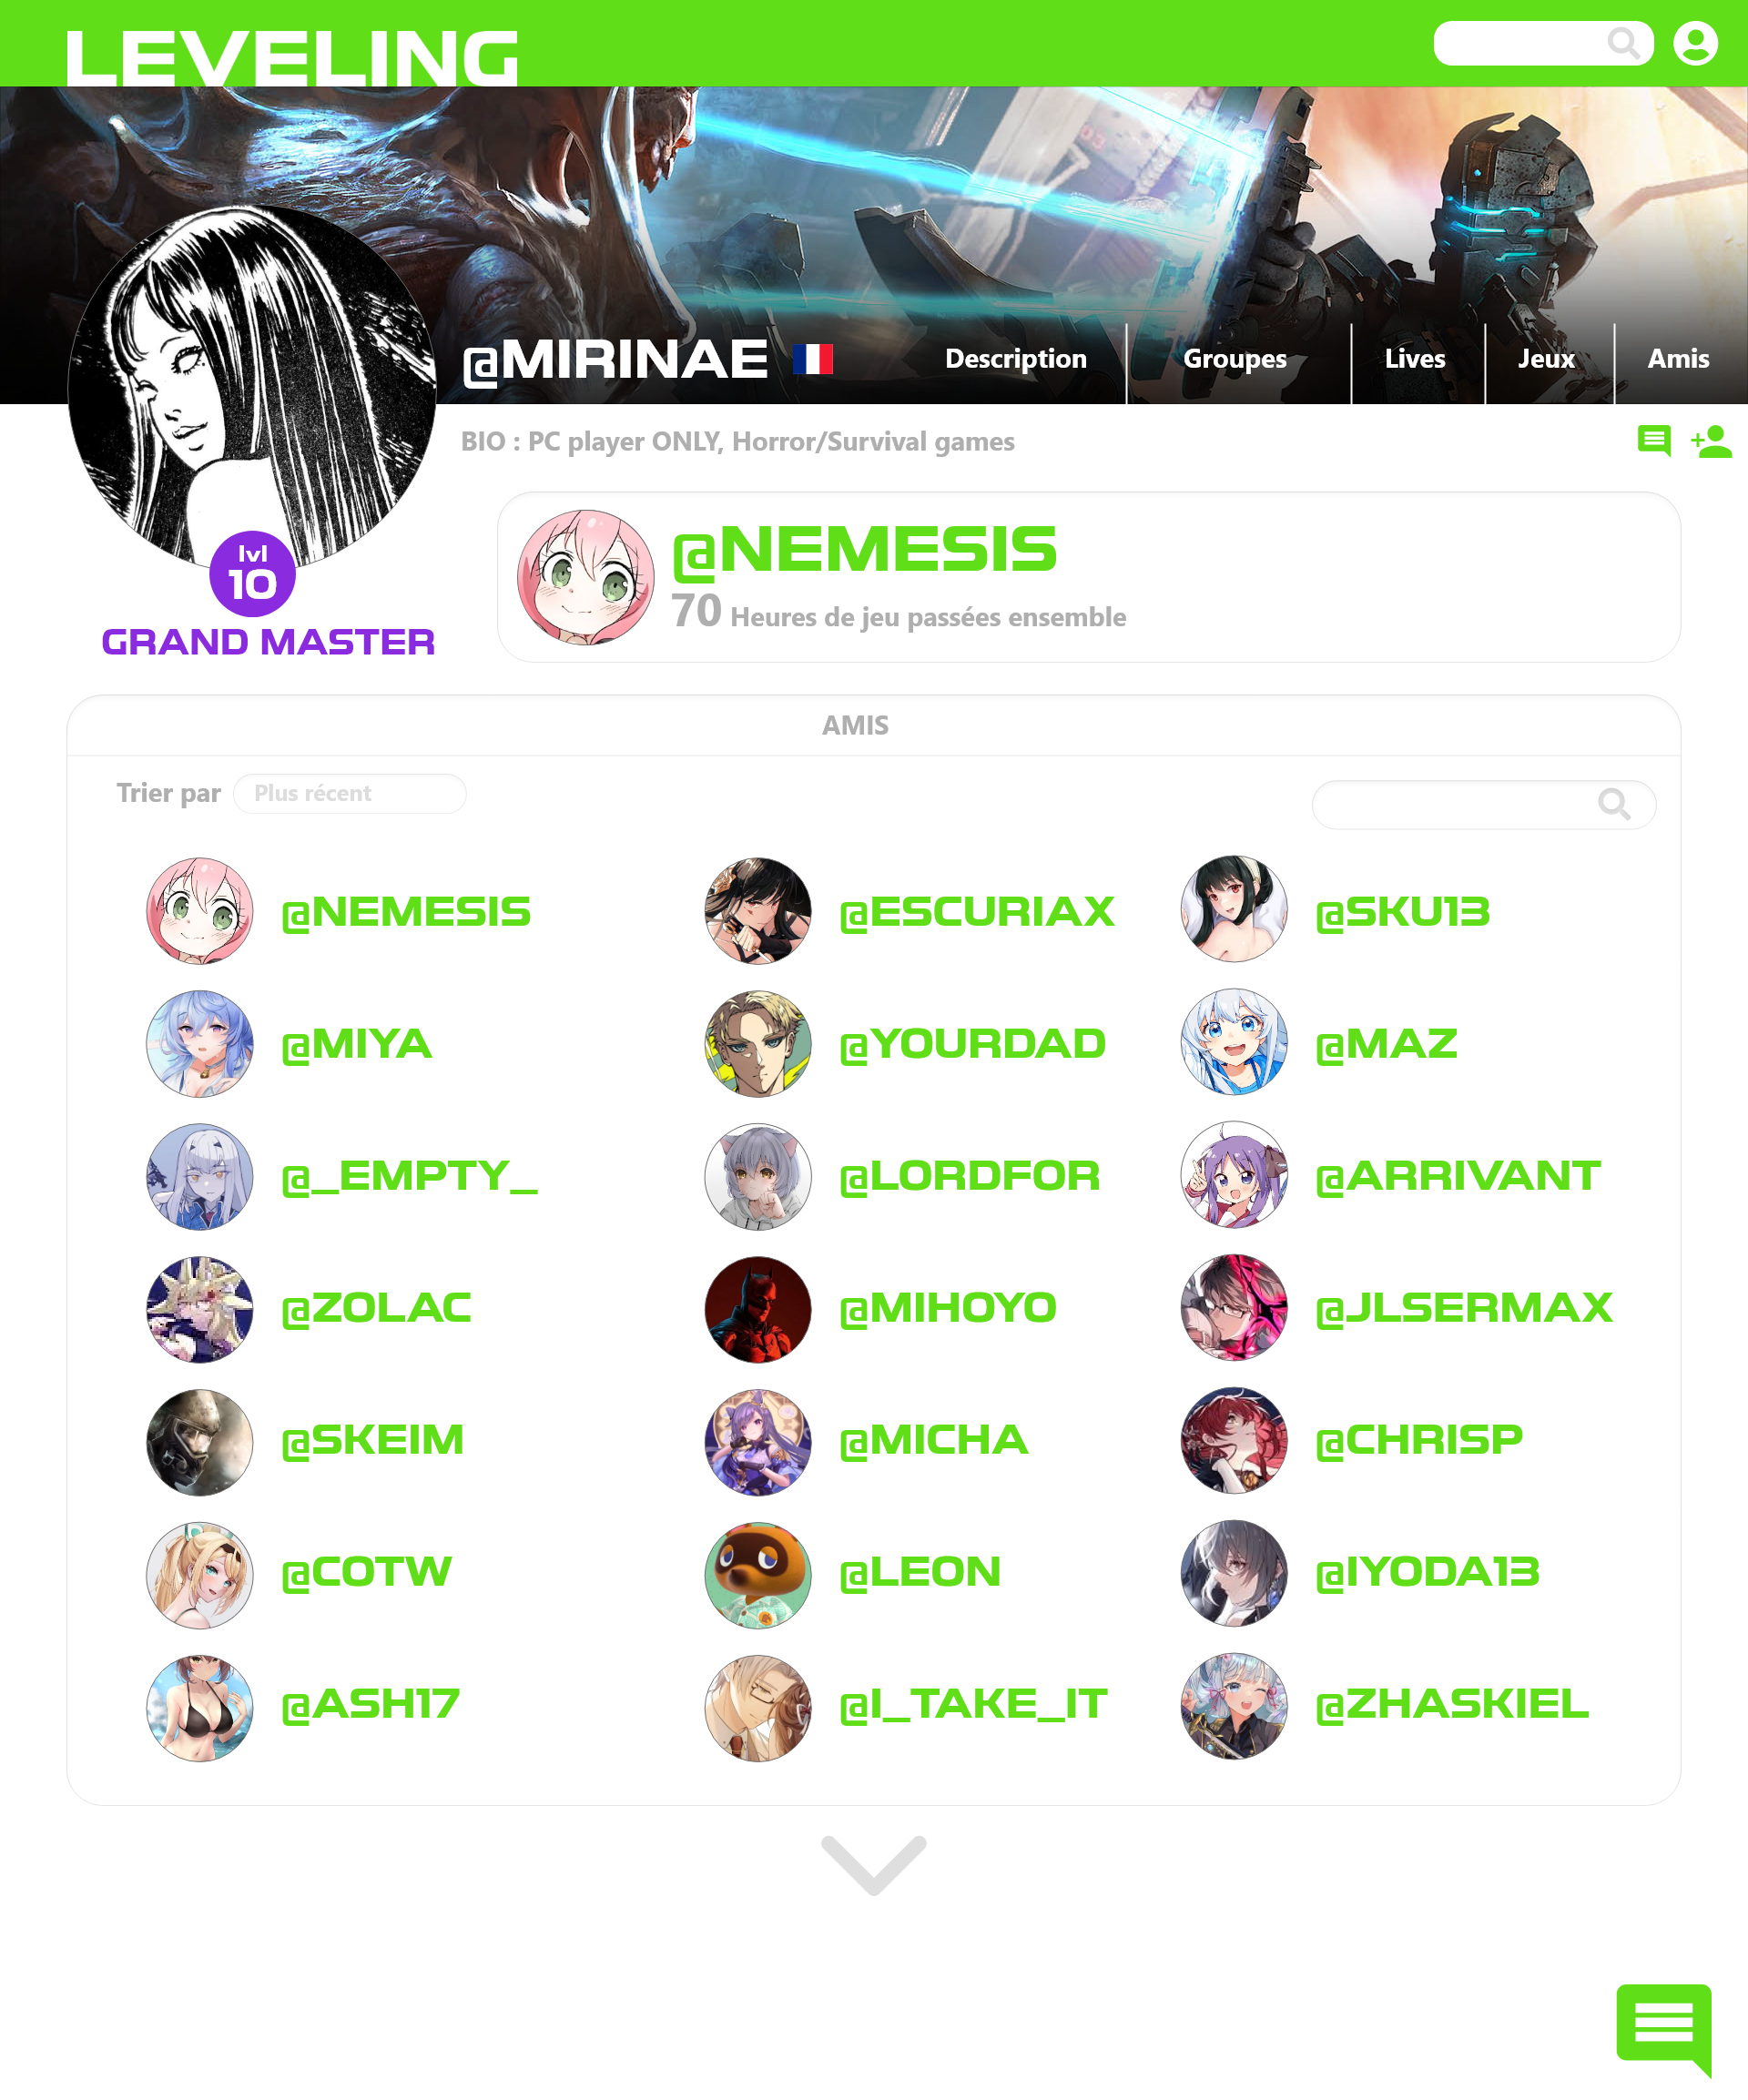 LEVELING
@MIRINAE
Description Groupes Lives Jeux Amis
BIO : PC player ONLY, Horror/Survival games
@NEMESIS
70 Heures de jeu passées ensemble
lvl
10
GRAND MASTER
AMIS
Trier par Plus récent
@NEMESIS @ESCURIAX @SKU13
@MIYA @YOURDAD @MAZ
@_EMPTY_ @LORDFOR @ARRIVANT
@ZOLAC @MIHOYO @JLSERMAX
@SKEIM @MICHA @CHRISP
@COTW @LEON @IYODA13
@ASH17 @I_TAKE_IT @ZHASKIEL